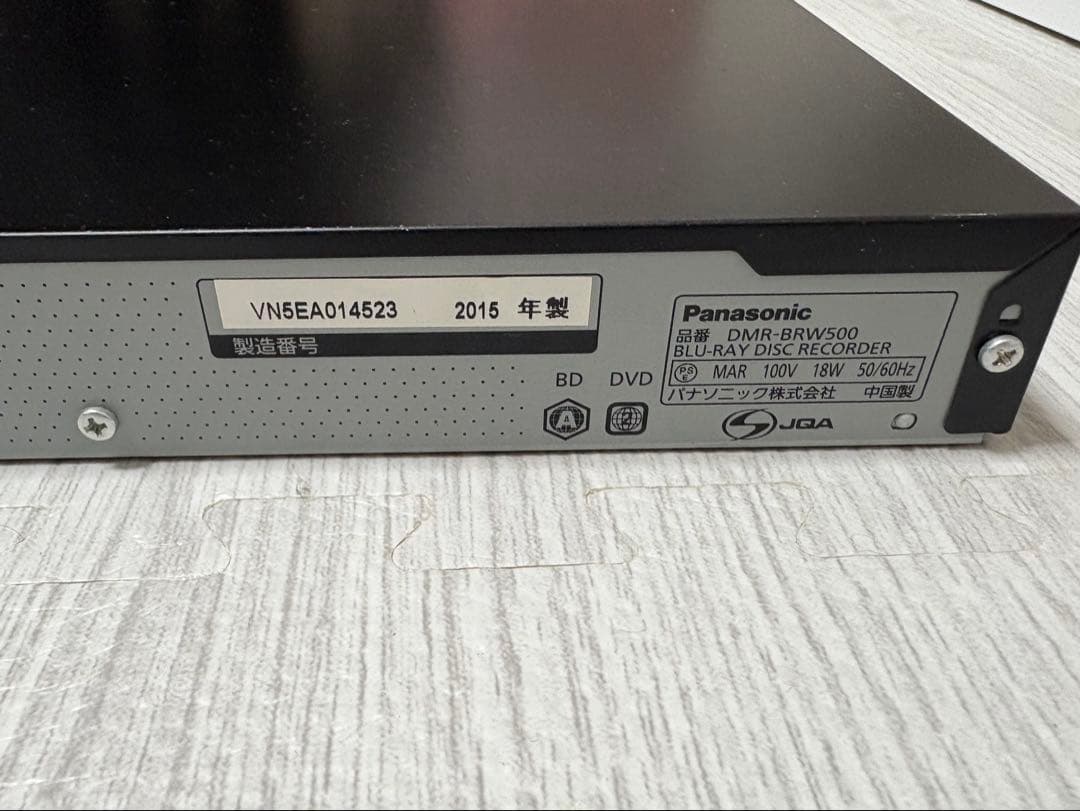 VN5EA014523 2015 年製
製造番号
Panasonic
品番 DMR-BRW500
BLU-RAY DISC RECORDER
PS E MAR 100V 18W 50/60Hz
パナソニック株式会社 中国製
BD DVD
A 2
JQA